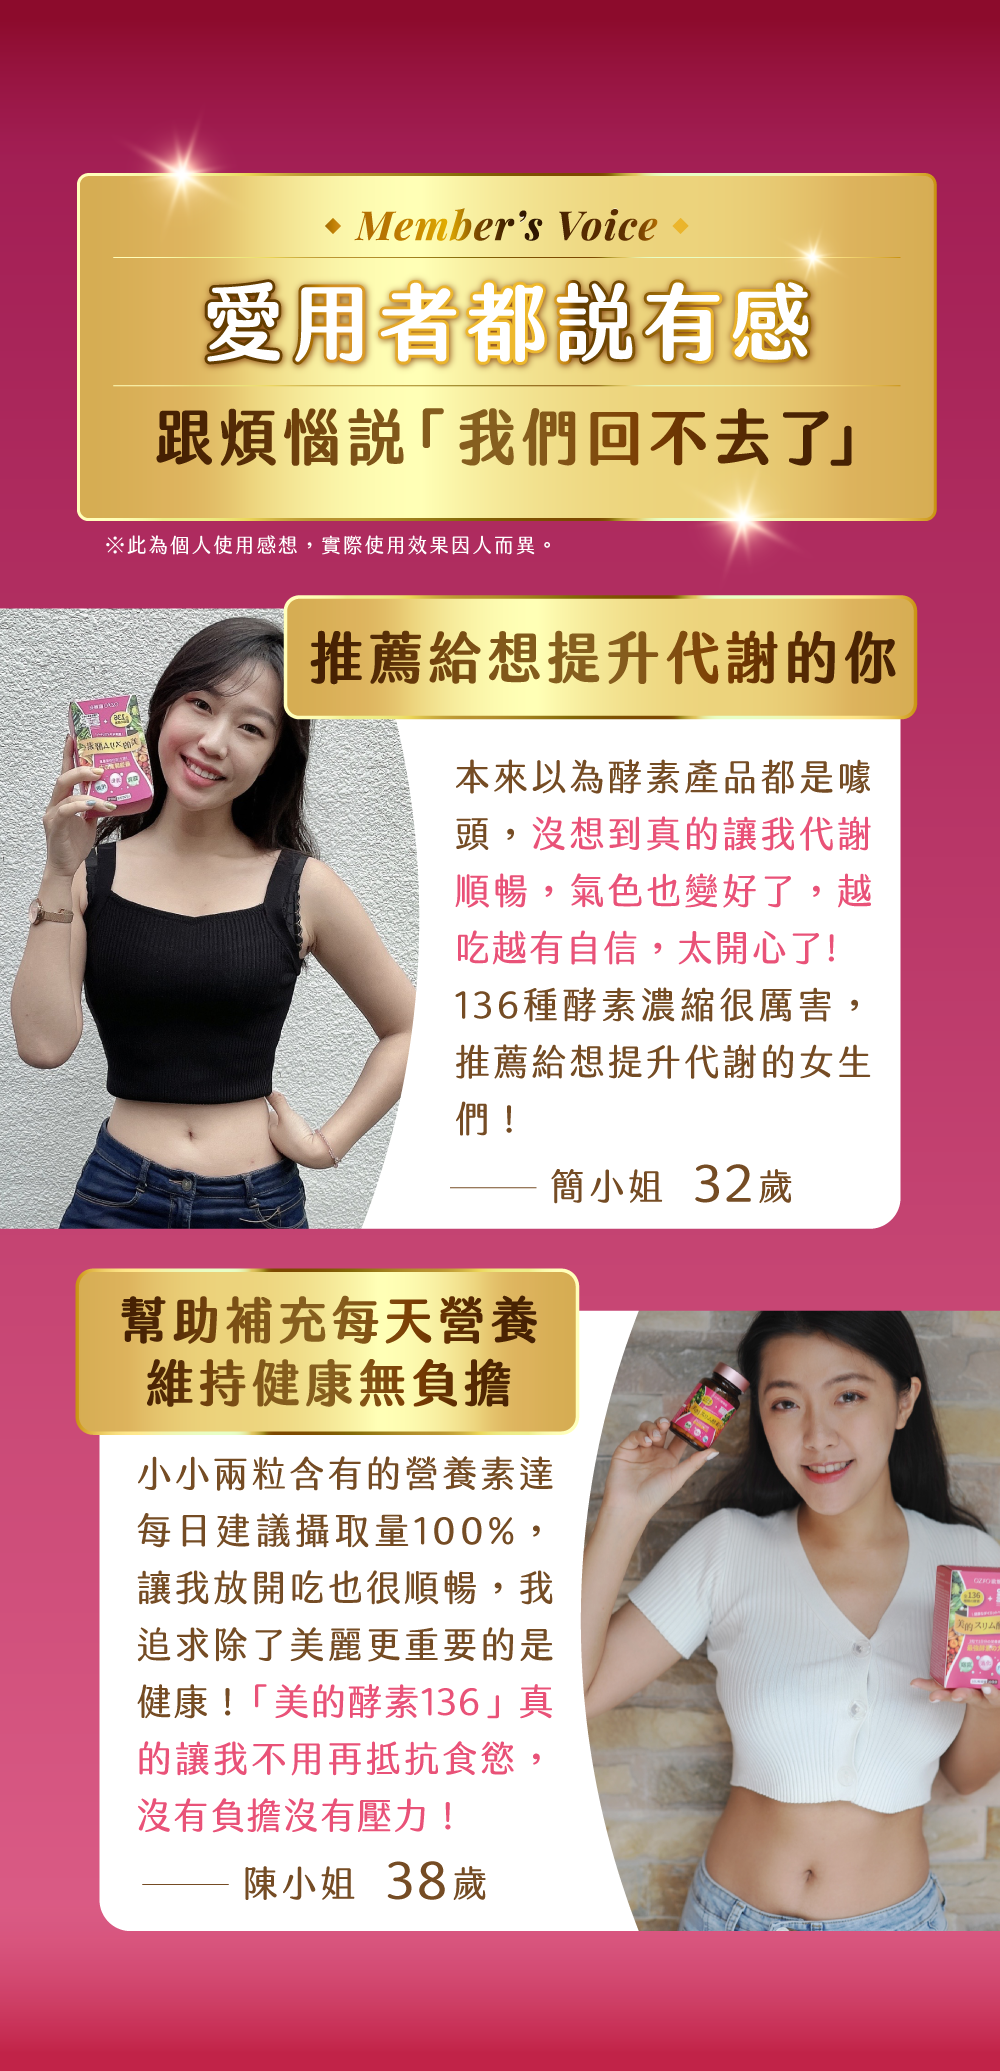 Member's Voice
愛用者都説有感
跟煩惱説「我們回不去了」
※此為個人使用感想，實際使用效果因人而異。
推薦給想提升代謝的你
本來以為酵素產品都是噱
頭，沒想到真的讓我代謝
順暢，氣色也變好了，越
吃越有自信，太開心了!
136種酵素濃縮很厲害，
推薦給想提升代謝的女生
們！
簡小姐 32歲
幫助補充每天營養
維持健康無負擔
小小兩粒含有的營養素達
每日建議攝取量100%，
讓我放開吃也很順暢，我
追求除了美麗更重要的是
健康！「美的酵素136」真
的讓我不用再抵抗食慾，
沒有負擔沒有壓力！
陳小姐 38歲
136
美的スリム酵